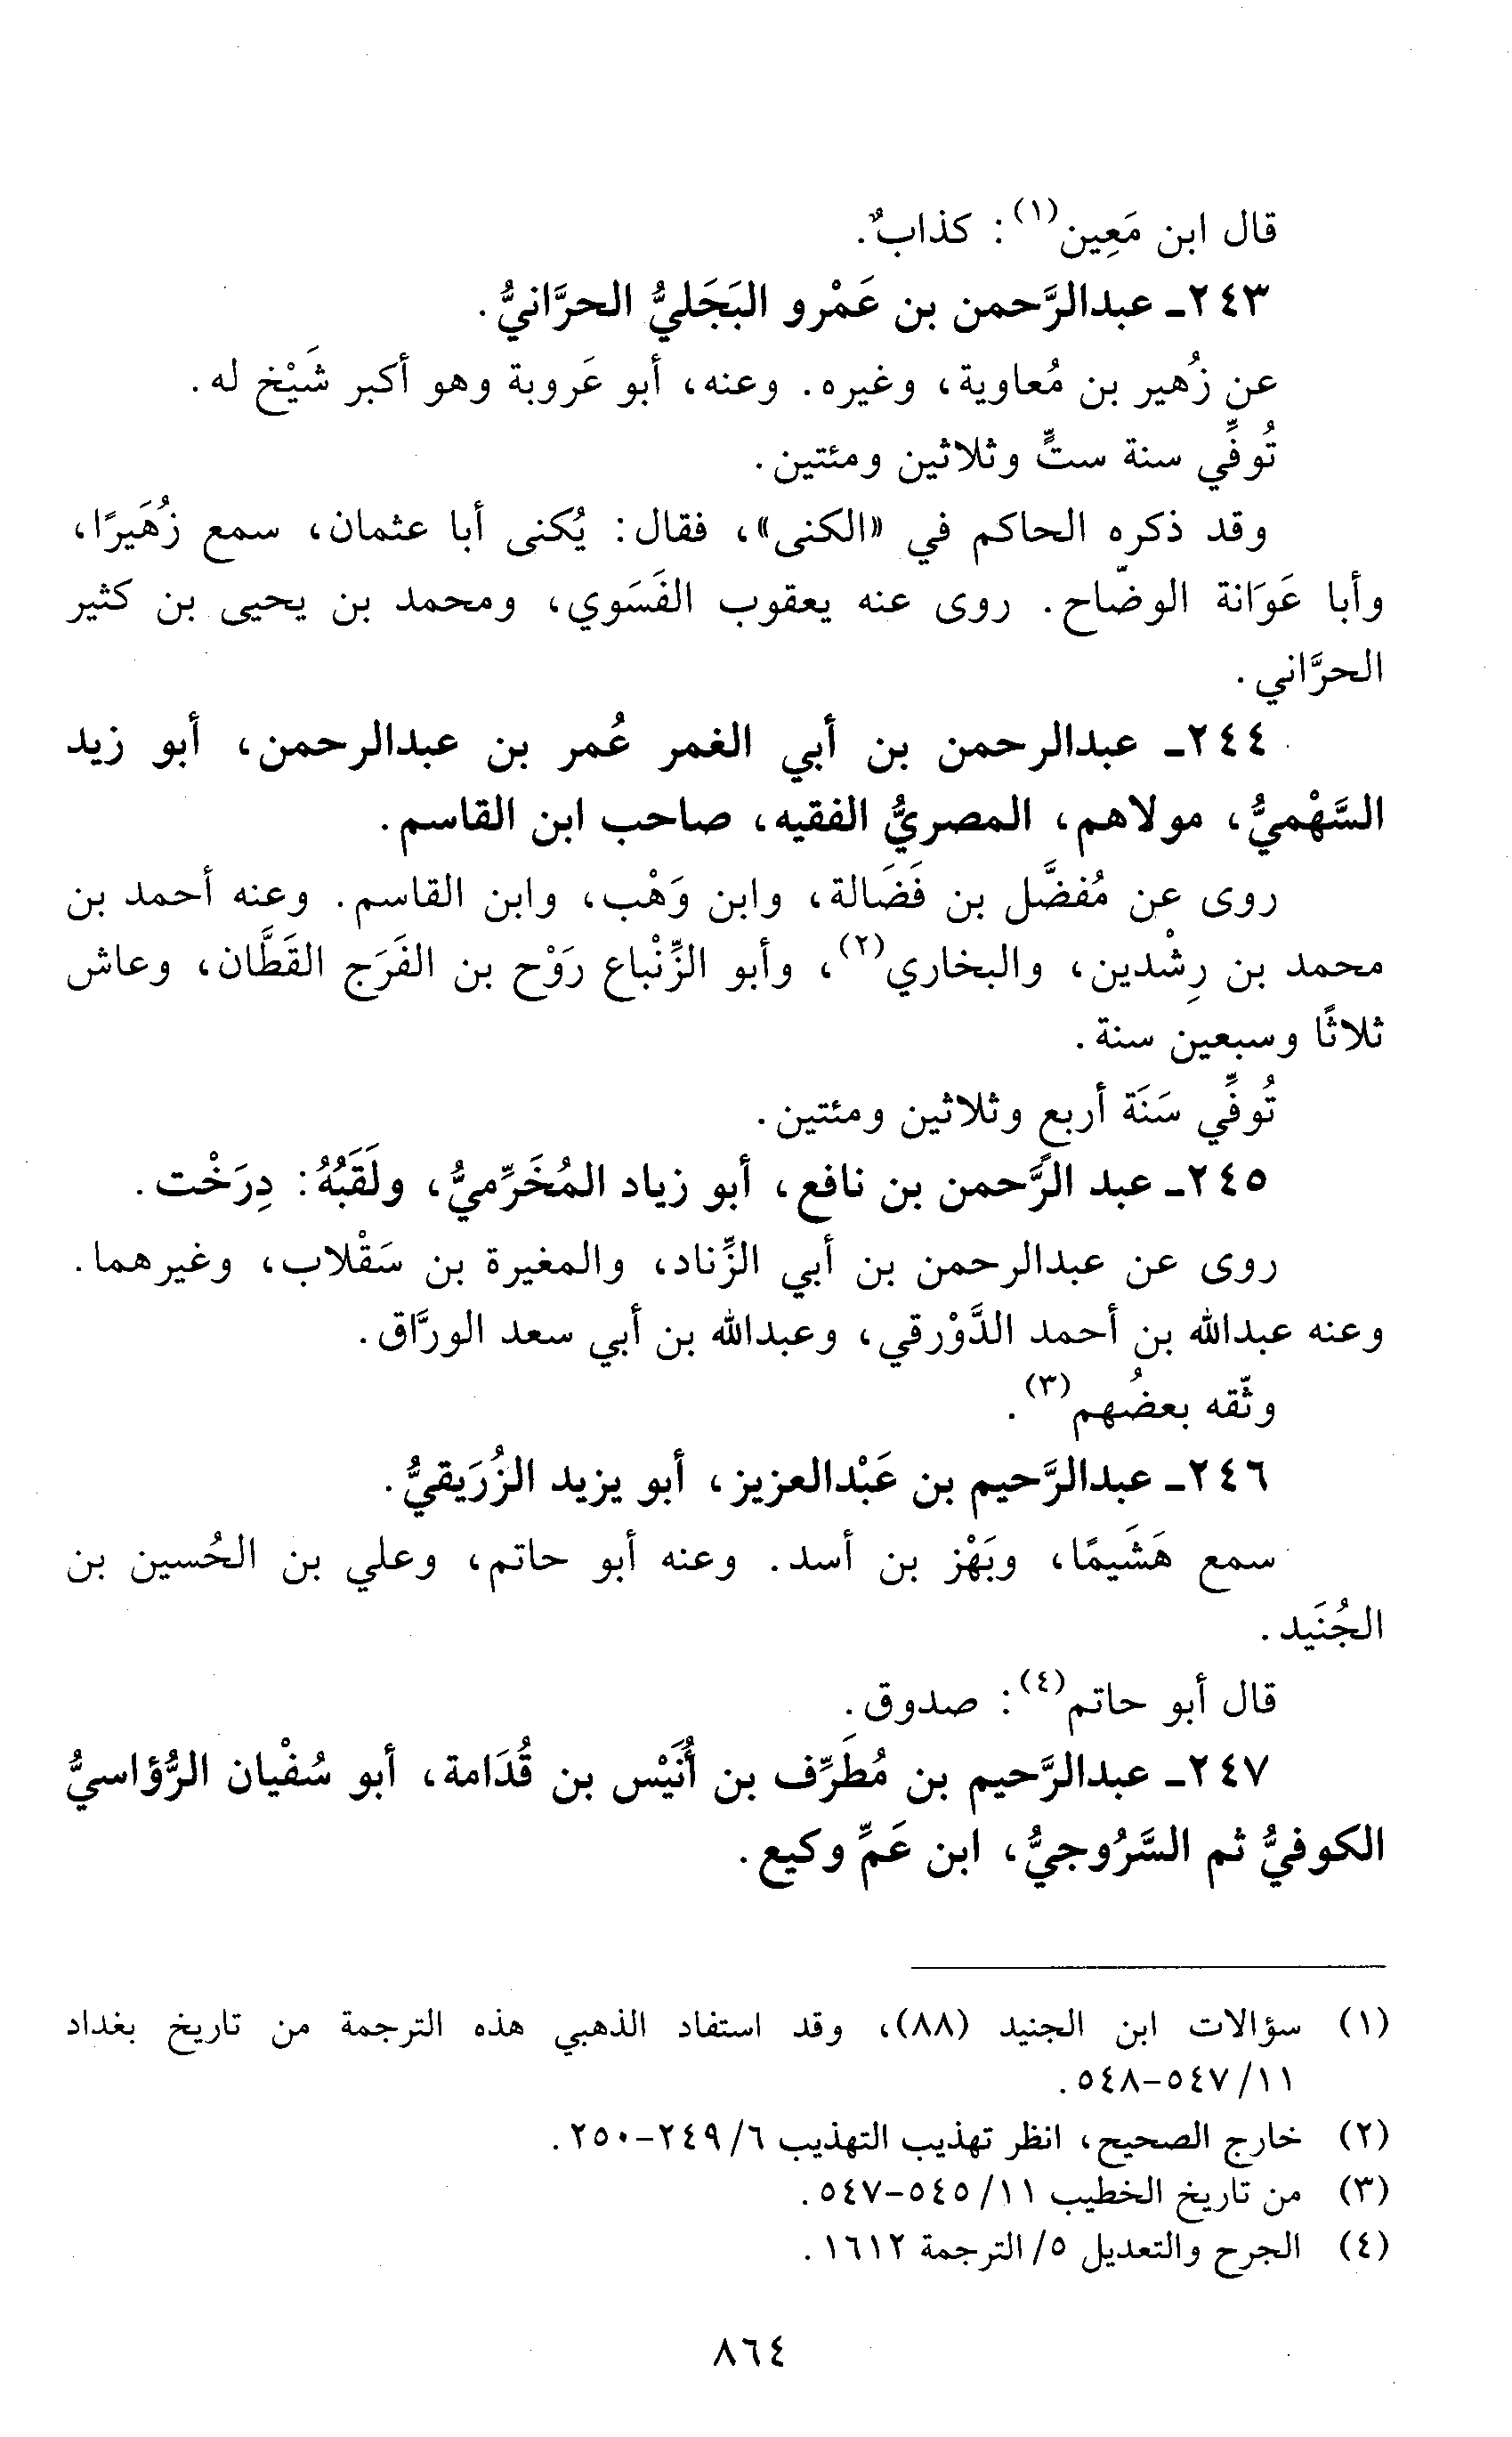 قال ابن مَعِين(١): كذابٌ.
٢٤٣ـ عبدالرَّحمن بن عَمْرو البَجَليُّ الحرَّانيُّ.
عن زُهير بن مُعاوية، وغيره. وعنه، أبو عَروبة وهو أكبر شَيْخ له.
تُوفِّي سنة ستٍّ وثلاثين ومئتين.
وقد ذكره الحاكم في «الكنى»، فقال: يُكنى أبا عثمان، سمع زُهَيرًا،
وأبا عَوَانة الوضّاح. روى عنه يعقوب الفَسَوي، ومحمد بن يحيى بن كثير
الحرَّاني.
٢٤٤ـ عبدالرحمن بن أبي الغمر عُمر بن عبدالرحمن، أبو زيد
السَّهْميُّ، مولاهم، المصريُّ الفقيه، صاحب ابن القاسم.
روى عن مُفضَّل بن فَضَالة، وابن وَهْب، وابن القاسم. وعنه أحمد بن
محمد بن رِشْدين، والبخاري(٢)، وأبو الزِّنْباع رَوْح بن الفَرَج القَطَّان، وعاش
ثلاثًا وسبعين سنة.
تُوفِّي سَنَة أربعٍ وثلاثين ومئتين.
٢٤٥ـ عبد الرَّحمن بن نافع، أبو زياد المُخَرِّميُّ، ولَقَبُهُ: دِرَخْت.
روى عن عبدالرحمن بن أبي الزِّناد، والمغيرة بن سَقْلاب، وغيرهما.
وعنه عبدالله بن أحمد الدَّوْرقي، وعبدالله بن أبي سعد الورَّاق.
وثّقه بعضُهم(٣).
٢٤٦ـ عبدالرَّحيم بن عَبْدالعزيز، أبو يزيد الزُرَيقيُّ.
سمع هَشَيمًا، وبَهْز بن أسد. وعنه أبو حاتم، وعلي بن الحُسين بن
الجُنَيد.
قال أبو حاتم(٤): صدوق.
٢٤٧ـ عبدالرَّحيم بن مُطَرِّف بن أُنَيْس بن قُدَامة، أبو سُفْيان الرُّؤاسيُّ
الكوفيُّ ثم السَّرُوجيُّ، ابن عَمِّ وكيع.
(١) سؤالات ابن الجنيد (٨٨)، وقد استفاد الذهبي هذه الترجمة من تاريخ بغداد
١١/ ٥٤٧-٥٤٨.
(٢) خارج الصحيح، انظر تهذيب التهذيب ٦/ ٢٤٩-٢٥٠.
(٣) من تاريخ الخطيب ١١/ ٥٤٥-٥٤٧.
(٤) الجرح والتعديل ٥/ الترجمة ١٦١٢.
٨٦٤